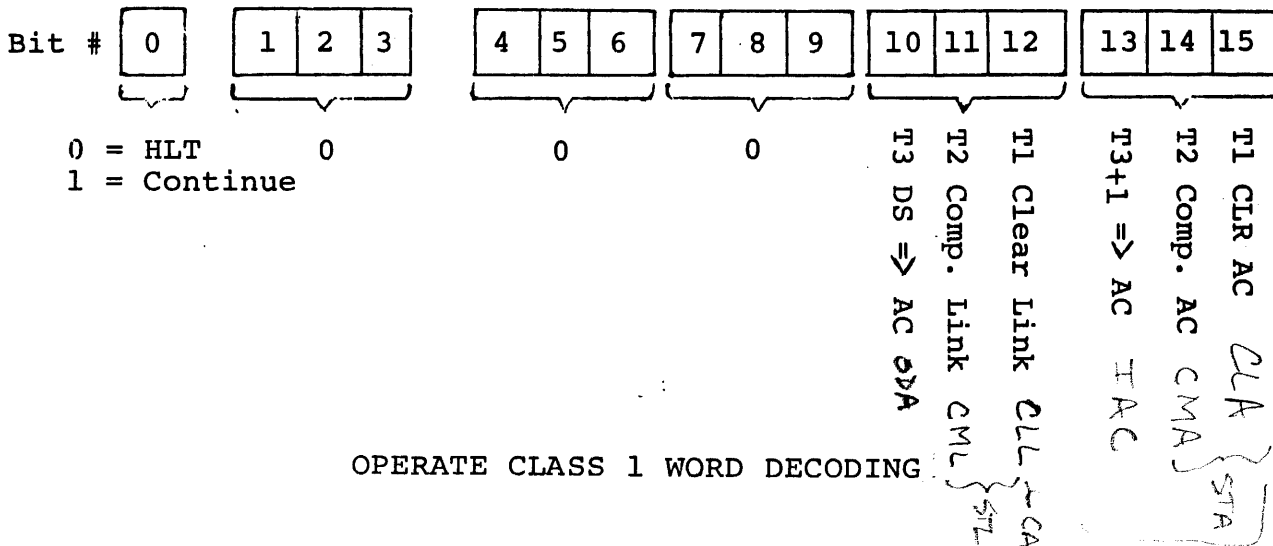 Bit # 0 1 2 3 4 5 6 7 8 9 10 11 12 13 14 15
0 = HLT 0 0 0
1 = Continue
T3 DS => AC ODA
T2 Comp. Link CML
T1 Clear Link CLL
STL
CA
T3+1 => AC IAC
T2 Comp. AC CMA
T1 CLR AC CLA
STA
OPERATE CLASS 1 WORD DECODING